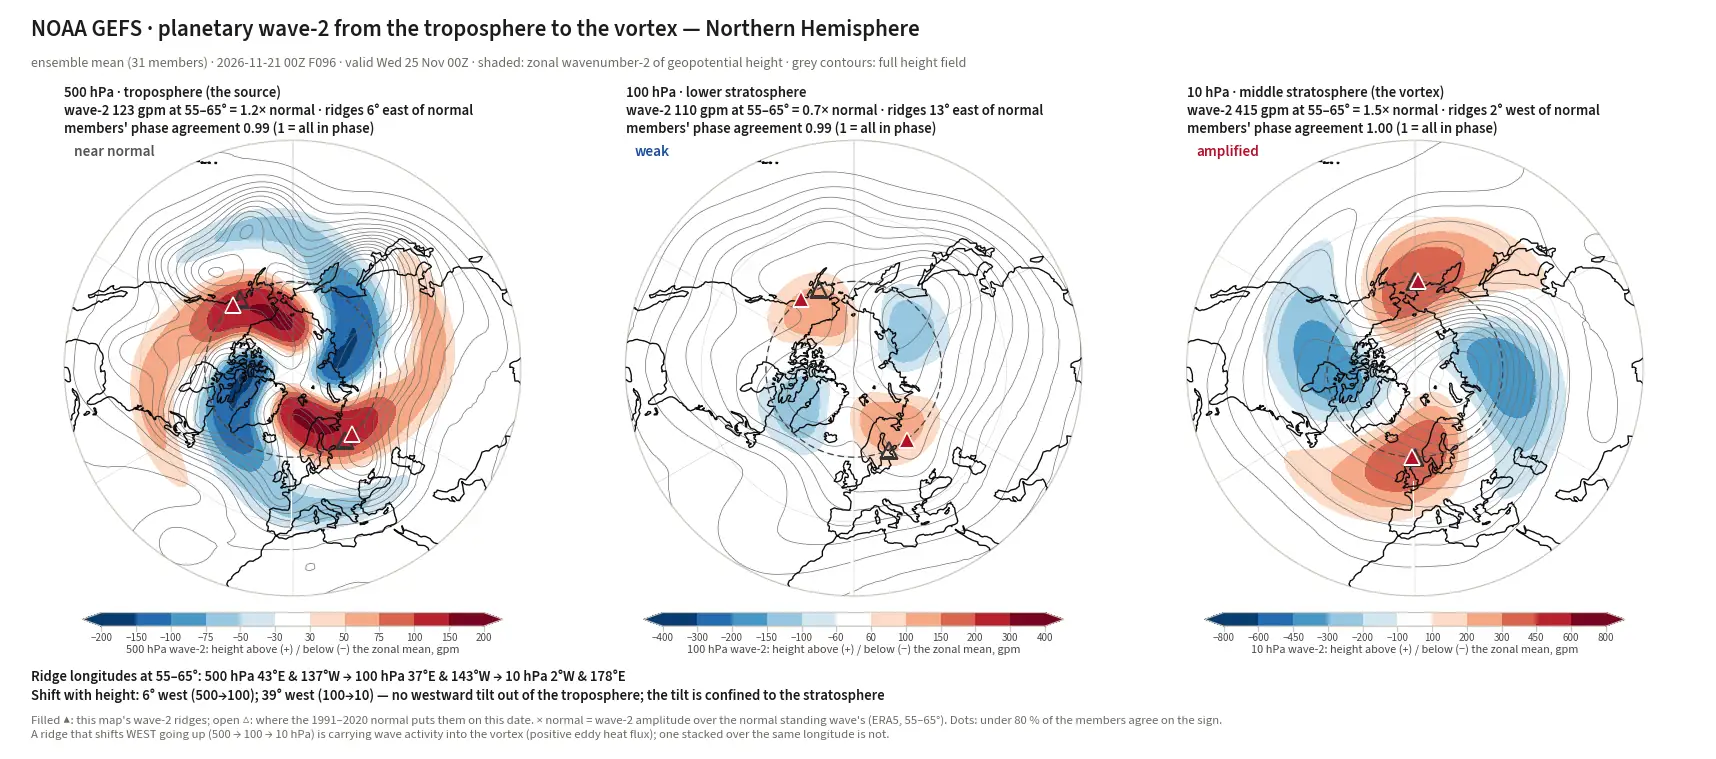 NOAA GEFS · planetary wave-2 from the troposphere to the vortex — Northern Hemisphere
ensemble mean (31 members) · 2026-11-21 00Z F096 · valid Wed 25 Nov 00Z · shaded: zonal wavenumber-2 of geopotential height · grey contours: full height field
500 hPa · troposphere (the source)
wave-2 123 gpm at 55–65° = 1.2× normal · ridges 6° east of normal
members' phase agreement 0.99 (1 = all in phase)
near normal
100 hPa · lower stratosphere
wave-2 110 gpm at 55–65° = 0.7× normal · ridges 13° east of normal
members' phase agreement 0.99 (1 = all in phase)
weak
10 hPa · middle stratosphere (the vortex)
wave-2 415 gpm at 55–65° = 1.5× normal · ridges 2° west of normal
members' phase agreement 1.00 (1 = all in phase)
amplified
−200 −150 −100 −75 −50 −30 30 50 75 100 150 200
500 hPa wave-2: height above (+) / below (−) the zonal mean, gpm
−400 −300 −200 −150 −100 −60 60 100 150 200 300 400
100 hPa wave-2: height above (+) / below (−) the zonal mean, gpm
−800 −600 −450 −300 −200 −100 100 200 300 450 600 800
10 hPa wave-2: height above (+) / below (−) the zonal mean, gpm
Ridge longitudes at 55–65°: 500 hPa 43°E & 137°W → 100 hPa 37°E & 143°W → 10 hPa 2°W & 178°E
Shift with height: 6° west (500→100); 39° west (100→10) — no westward tilt out of the troposphere; the tilt is confined to the stratosphere
Filled ▲: this map's wave-2 ridges; open △: where the 1991–2020 normal puts them on this date. × normal = wave-2 amplitude over the normal standing wave's (ERA5, 55–65°). Dots: under 80 % of the members agree on the sign.
A ridge that shifts WEST going up (500 → 100 → 10 hPa) is carrying wave activity into the vortex (positive eddy heat flux); one stacked over the same longitude is not.